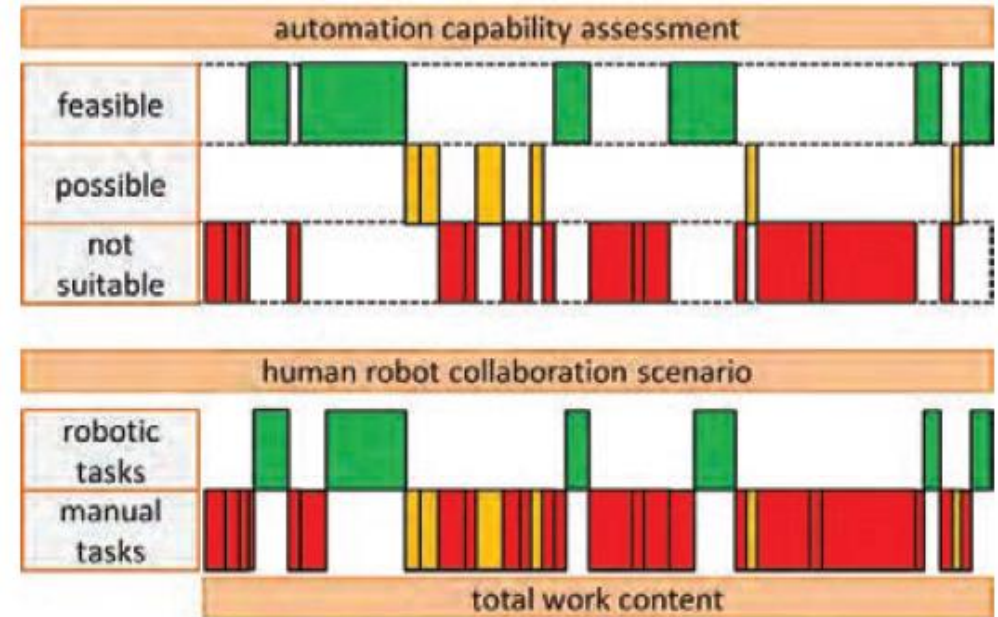 automation capability assessment
feasible
possible
not
suitable
human robot collaboration scenario
robotic
tasks
manual
tasks
total work content